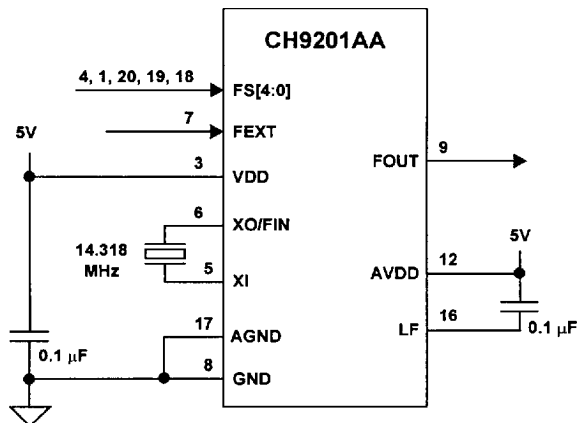 CH9201AA
4, 1, 20, 19, 18
FS[4:0]
7
FEXT
5V
3
VDD
9
FOUT
6
XO/FIN
14.318
MHz
5
XI
5V
12
AVDD
17
AGND
16
LF
0.1 µF
0.1 µF
8
GND